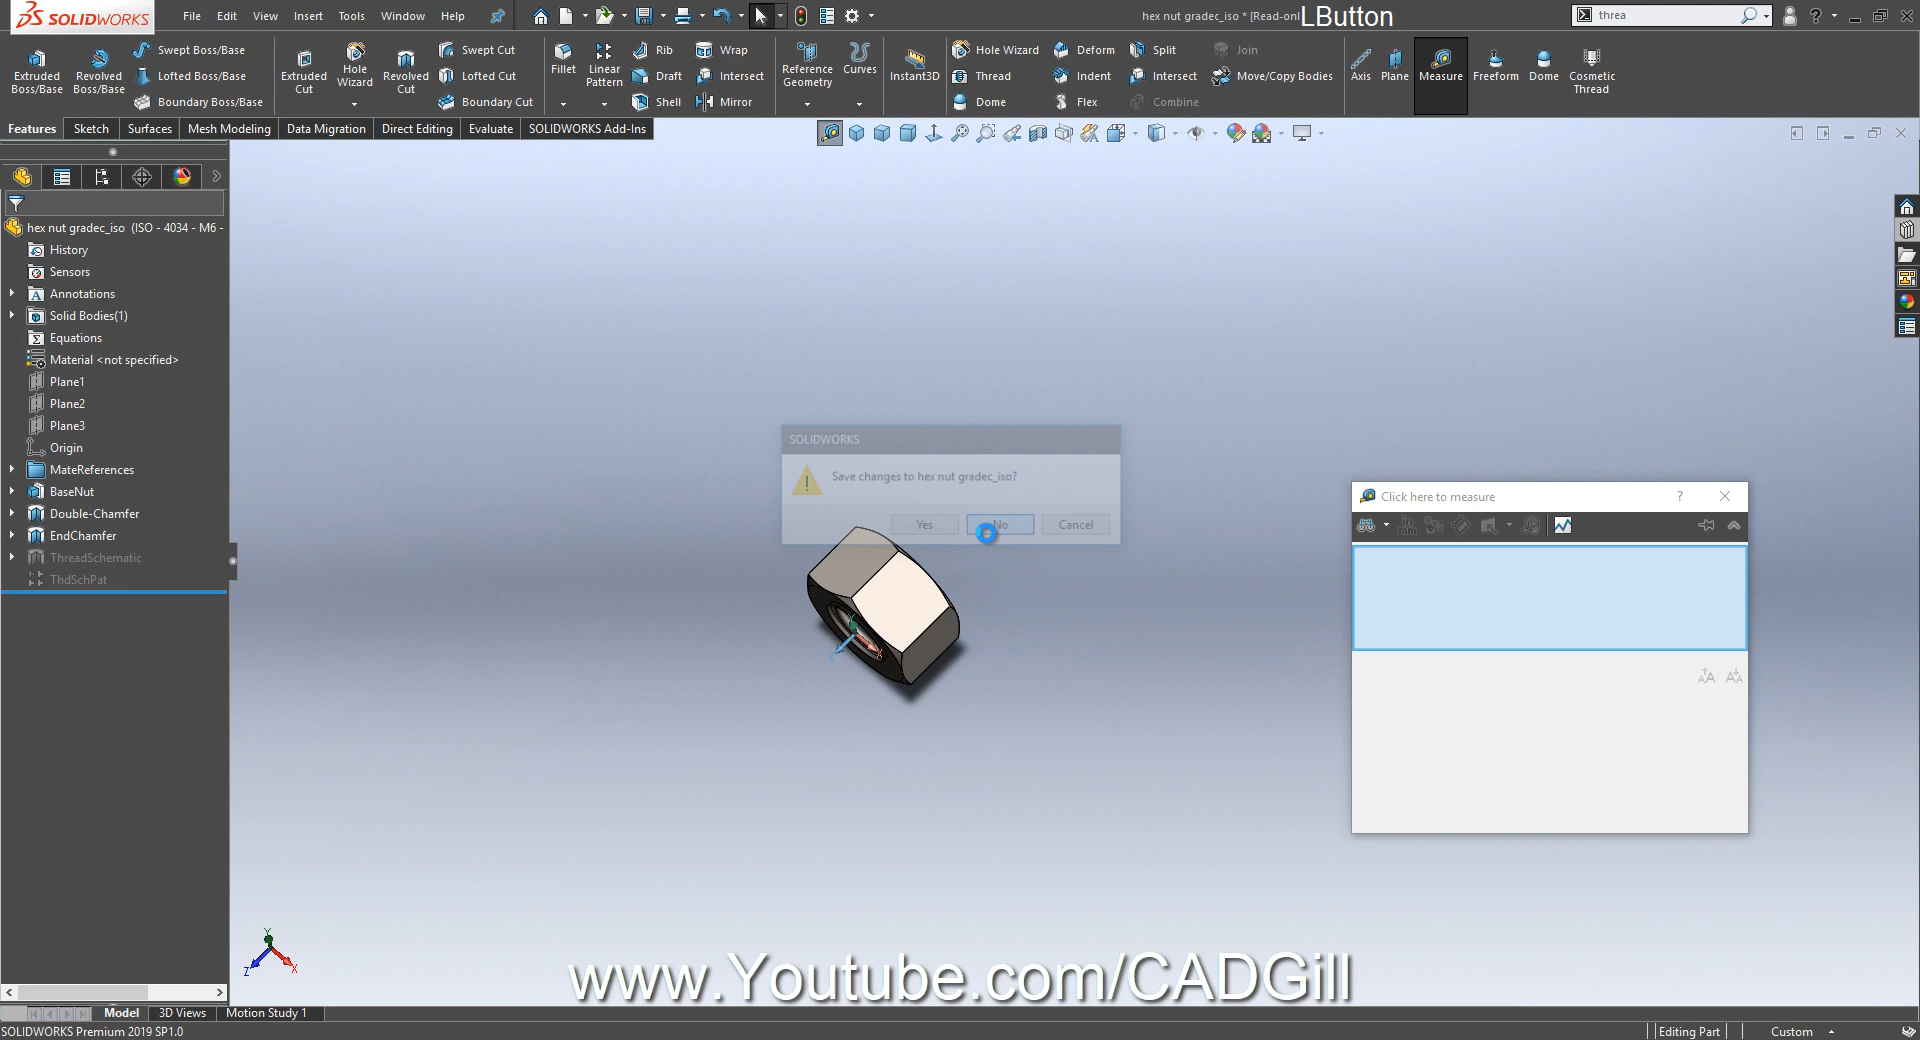 SOLIDWORKS
File Edit View Insert Tools Window Help
hex nut gradec_iso * [Read-onl
LButton
threa
Extruded Boss/Base
Revolved Boss/Base
Swept Boss/Base
Lofted Boss/Base
Boundary Boss/Base
Extruded Cut
Hole Wizard
Revolved Cut
Swept Cut
Lofted Cut
Boundary Cut
Fillet
Linear Pattern
Rib
Draft
Shell
Wrap
Intersect
Mirror
Reference Geometry
Curves
Instant3D
Hole Wizard
Thread
Dome
Deform
Indent
Flex
Split
Intersect
Combine
Join
Move/Copy Bodies
Axis
Plane
Measure
Freeform
Dome
Cosmetic Thread
Features Sketch Surfaces Mesh Modeling Data Migration Direct Editing Evaluate SOLIDWORKS Add-Ins
hex nut gradec_iso (ISO - 4034 - M6 -
History
Sensors
Annotations
Solid Bodies(1)
Equations
Material <not specified>
Plane1
Plane2
Plane3
Origin
MateReferences
BaseNut
Double-Chamfer
EndChamfer
ThreadSchematic
ThdSchPat
SOLIDWORKS
Save changes to hex nut gradec_iso?
Yes No Cancel
Click here to measure
Y
Z
X
www.Youtube.com/CADGill
Model 3D Views Motion Study 1
SOLIDWORKS Premium 2019 SP1.0
Editing Part
Custom